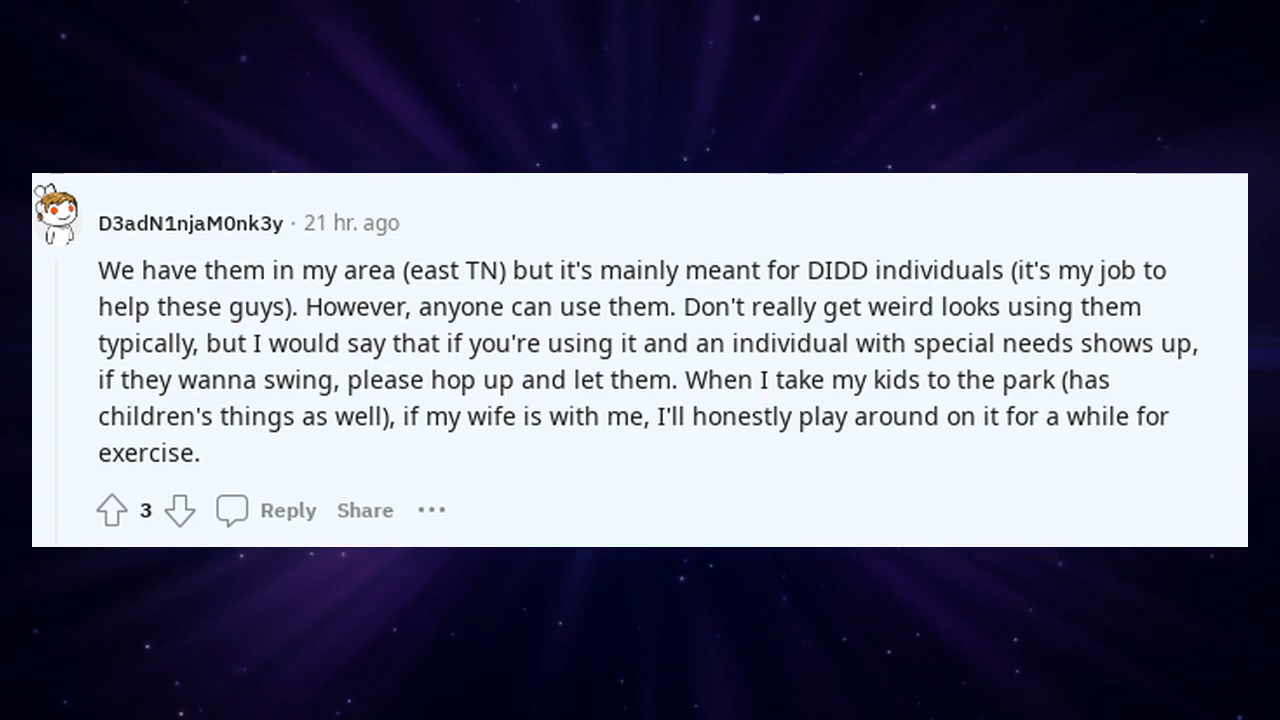 D3adN1njaM0nk3y · 21 hr. ago
We have them in my area (east TN) but it's mainly meant for DIDD individuals (it's my job to
help these guys). However, anyone can use them. Don't really get weird looks using them
typically, but I would say that if you're using it and an individual with special needs shows up,
if they wanna swing, please hop up and let them. When I take my kids to the park (has
children's things as well), if my wife is with me, I'll honestly play around on it for a while for
exercise.
3 Reply Share ···